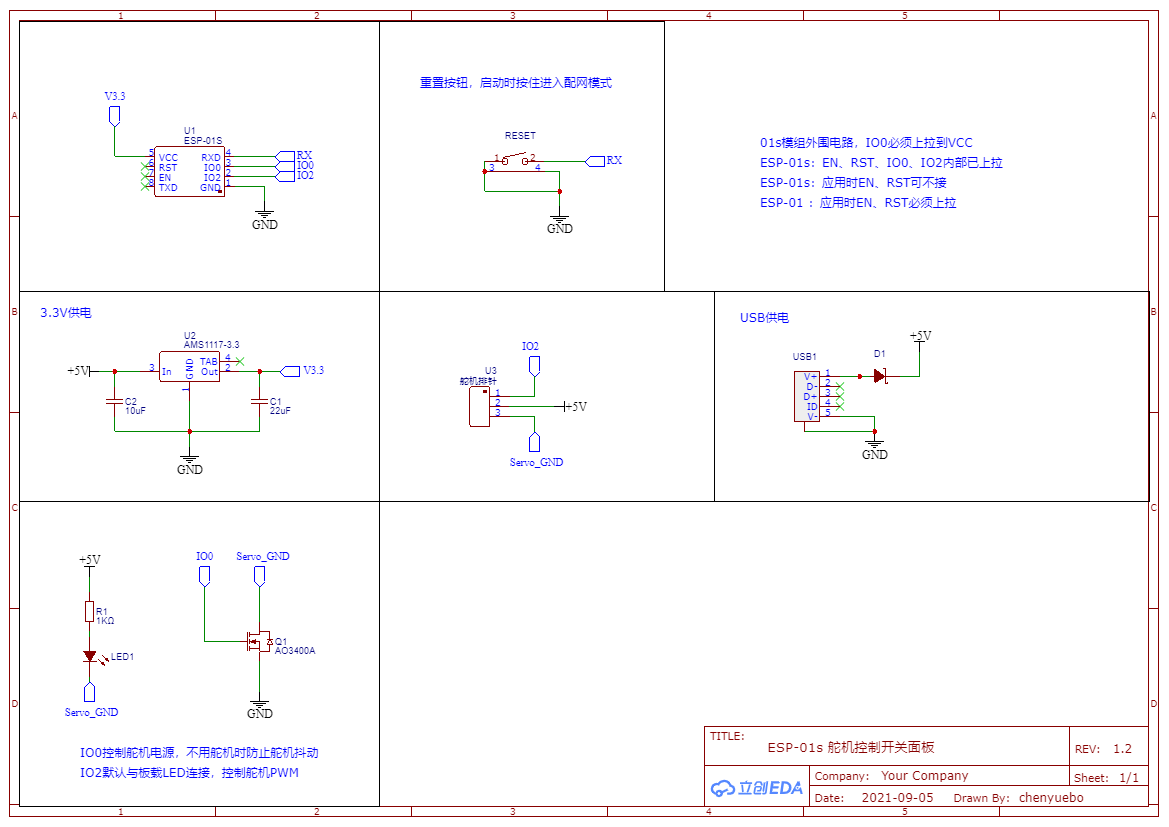 1 2 3 4 5
A A
B B
C C
D D
V3.3
U1
ESP-01S
5 VCC RXD 4 RX
6 RST IO0 3 IO0
7 EN IO2 2 IO2
8 TXD GND 1
GND
重置按钮，启动时按住进入配网模式
RESET
1 2 RX
3 4
GND
01s模组外围电路，IO0必须上拉到VCC
ESP-01s：EN、RST、IO0、IO2内部已上拉
ESP-01s：应用时EN、RST可不接
ESP-01 ：应用时EN、RST必须上拉
3.3V供电
U2
AMS1117-3.3
TAB 4
+5V 3 In GND Out 2 V3.3
1
C2
10uF
C1
22uF
GND
IO2
U3
舵机排针
1
2 +5V
3
Servo_GND
USB供电
+5V
USB1
D1
V+ 1
D- 2
D+ 3
ID 4
V- 5
GND
+5V
R1
1KΩ
LED1
Servo_GND
IO0 Servo_GND
Q1
AO3400A
GND
IO0控制舵机电源，不用舵机时防止舵机抖动
IO2默认与板载LED连接，控制舵机PWM
TITLE:
ESP-01s 舵机控制开关面板
REV: 1.2
立创EDA
Company: Your Company
Sheet: 1/1
Date: 2021-09-05 Drawn By: chenyuebo
1 2 3 4 5